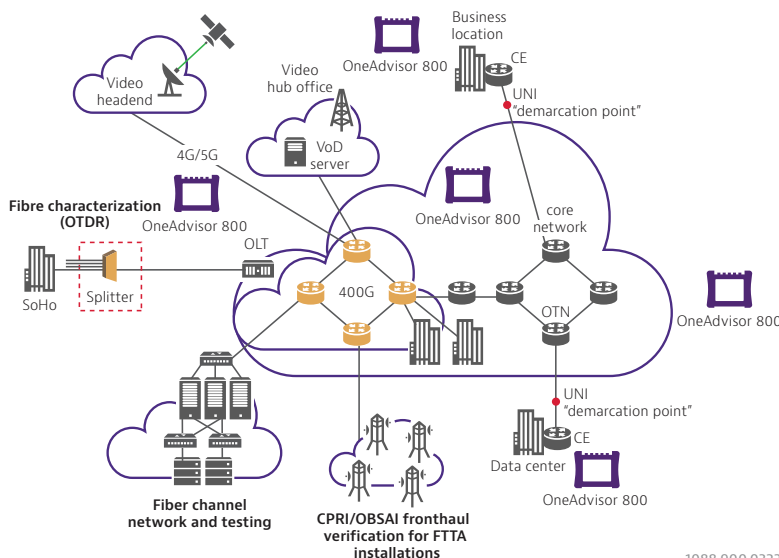 Business
location
CE
OneAdvisor 800
UNI
“demarcation point”
Video
headend
Video
hub office
VoD
server
4G/5G
Fibre characterization
(OTDR)
OneAdvisor 800
OneAdvisor 800
core
network
OLT
SoHo
Splitter
400G
OTN
OneAdvisor 800
UNI
“demarcation point”
CE
Data center
OneAdvisor 800
Fiber channel
network and testing
CPRI/OBSAI fronthaul
verification for FTTA
installations